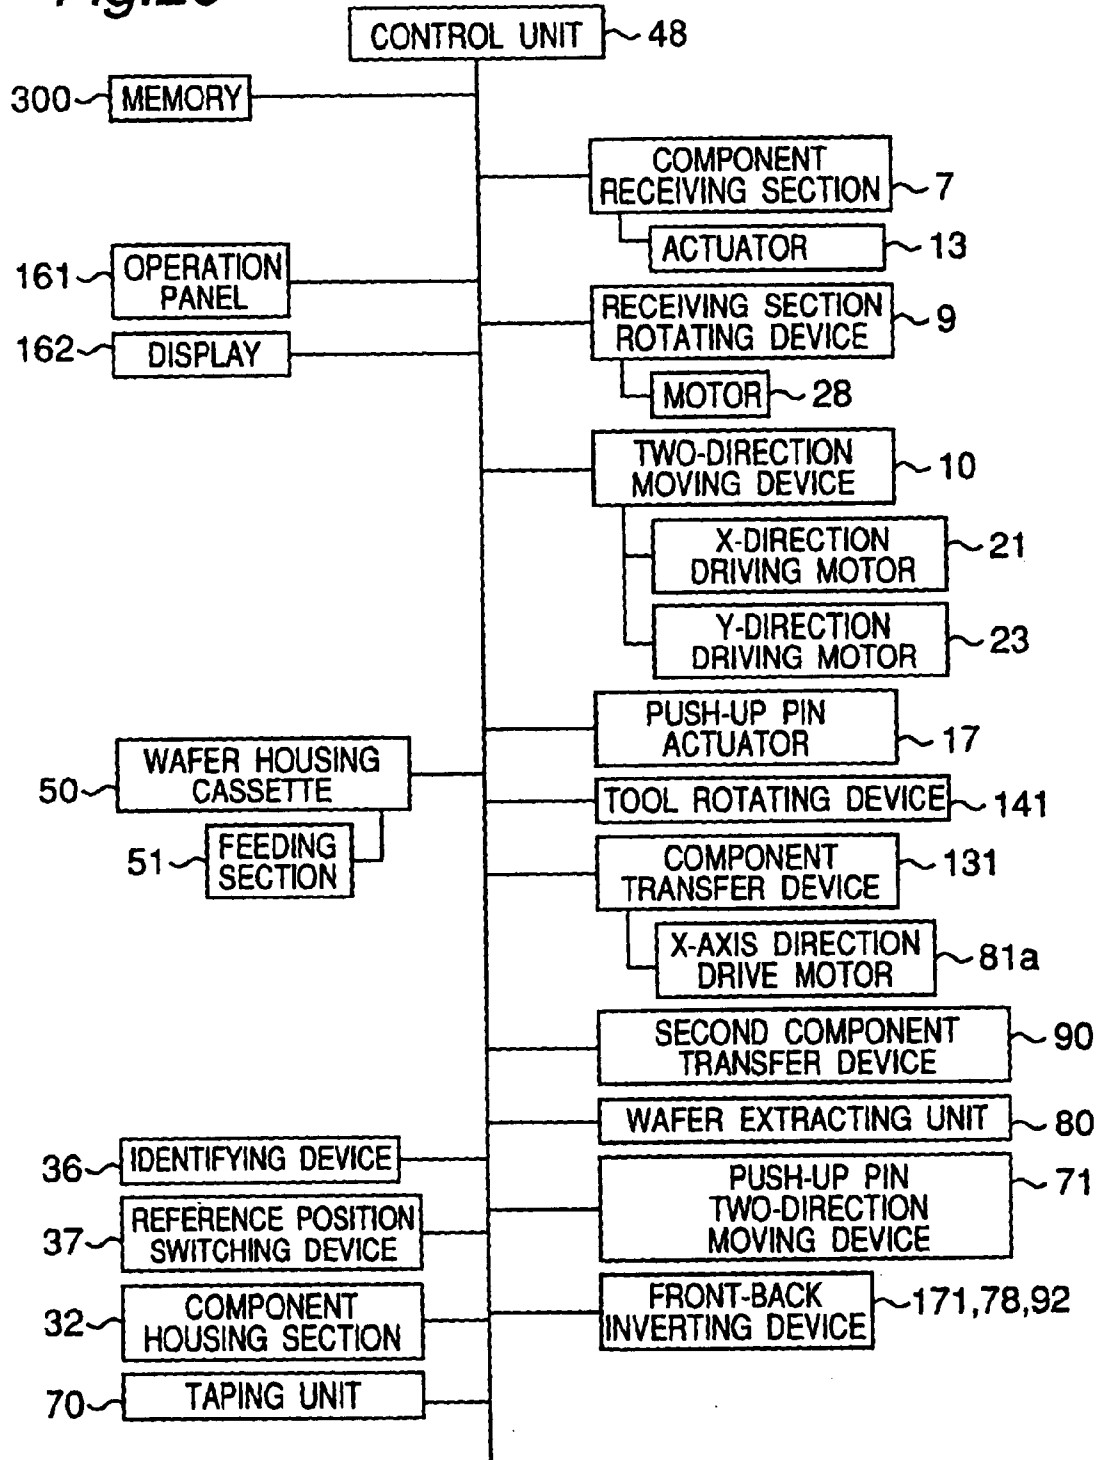 CONTROL UNIT 48
300 MEMORY
COMPONENT
RECEIVING SECTION 7
ACTUATOR 13
161 OPERATION
PANEL
RECEIVING SECTION
ROTATING DEVICE 9
162 DISPLAY
MOTOR 28
TWO-DIRECTION
MOVING DEVICE 10
X-DIRECTION
DRIVING MOTOR 21
Y-DIRECTION
DRIVING MOTOR 23
PUSH-UP PIN
ACTUATOR 17
50 WAFER HOUSING
CASSETTE
TOOL ROTATING DEVICE 141
51 FEEDING
SECTION
COMPONENT
TRANSFER DEVICE 131
X-AXIS DIRECTION
DRIVE MOTOR 81a
SECOND COMPONENT
TRANSFER DEVICE 90
WAFER EXTRACTING UNIT 80
36 IDENTIFYING DEVICE
PUSH-UP PIN
TWO-DIRECTION
MOVING DEVICE 71
37 REFERENCE POSITION
SWITCHING DEVICE
32 COMPONENT
HOUSING SECTION
FRONT-BACK
INVERTING DEVICE 171,78,92
70 TAPING UNIT